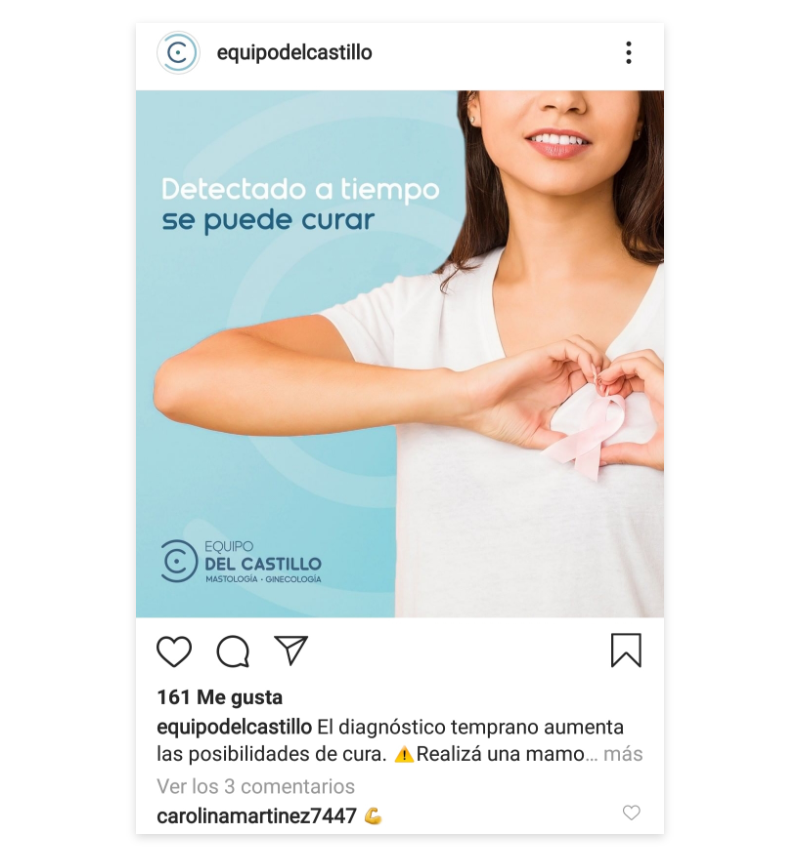 equipodelcastillo
Detectado a tiempo
se puede curar
EQUIPO
DEL CASTILLO
MASTOLOGÍA · GINECOLOGÍA
161 Me gusta
equipodelcastillo El diagnóstico temprano aumenta
las posibilidades de cura. ⚠️Realizá una mamo... más
Ver los 3 comentarios
carolinamartinez7447 💪